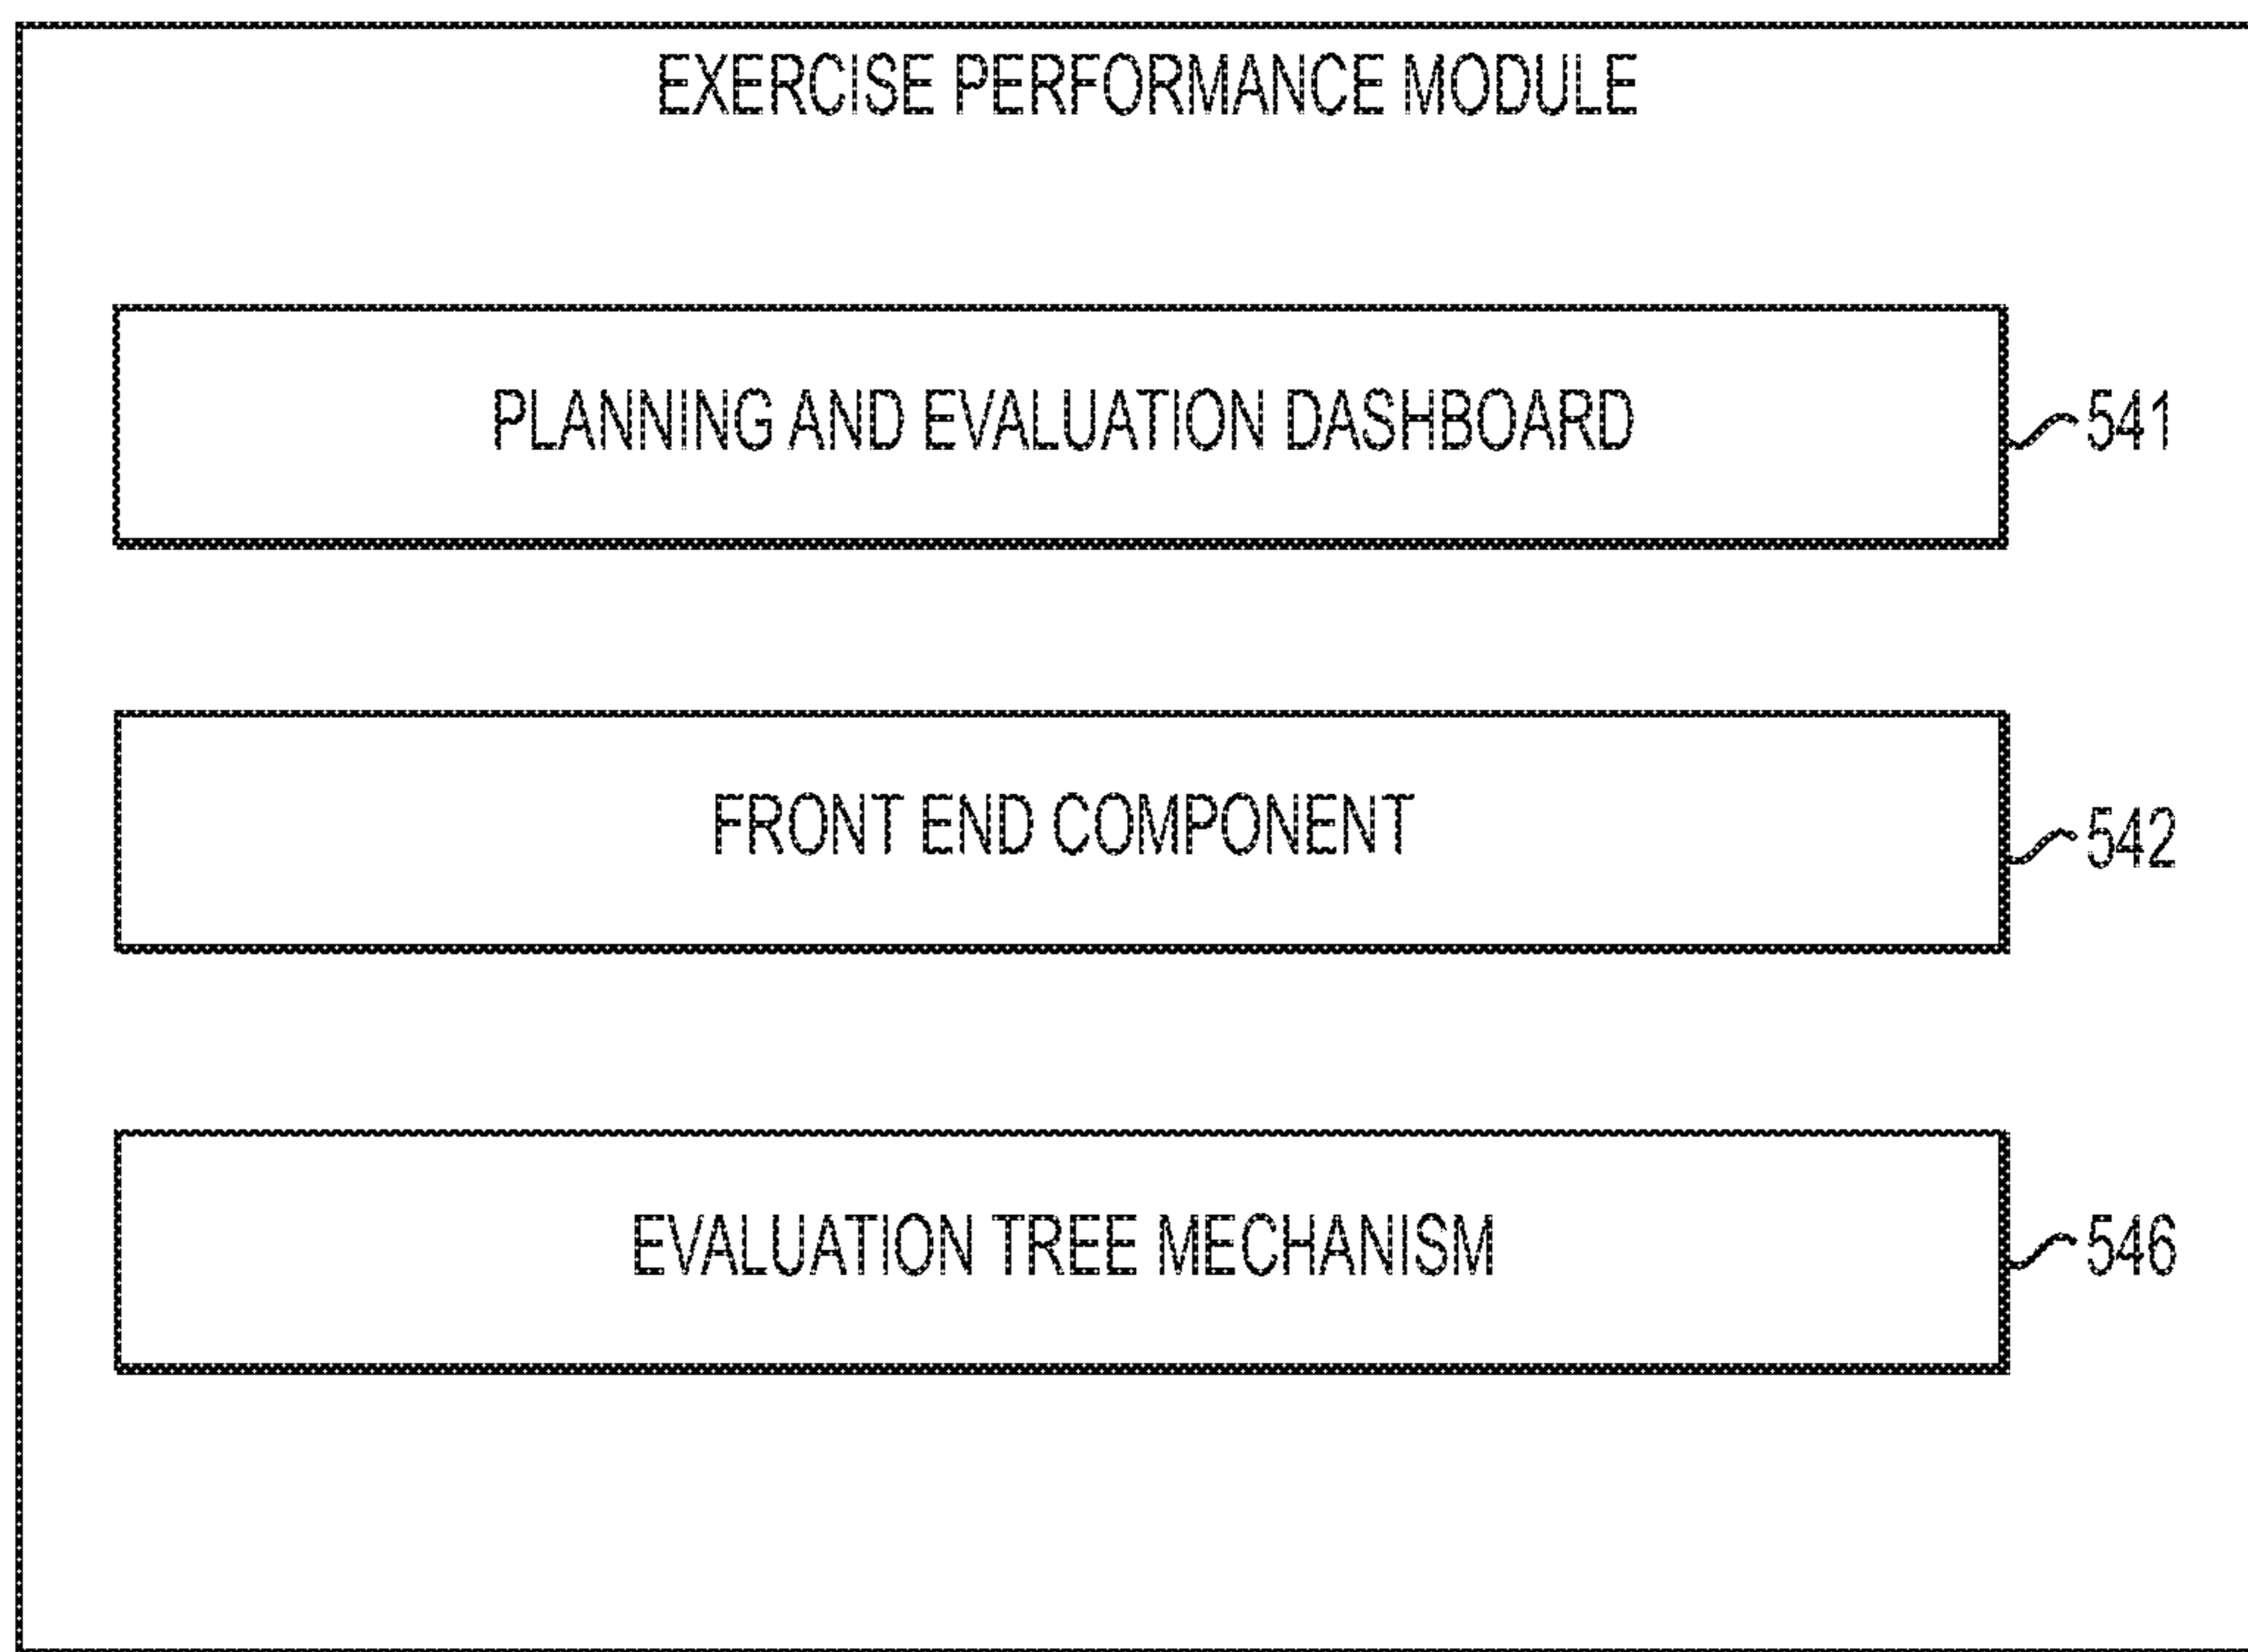 EXERCISE PERFORMANCE MODULE
PLANNING AND EVALUATION DASHBOARD
541
FRONT END COMPONENT
542
EVALUATION TREE MECHANISM
546